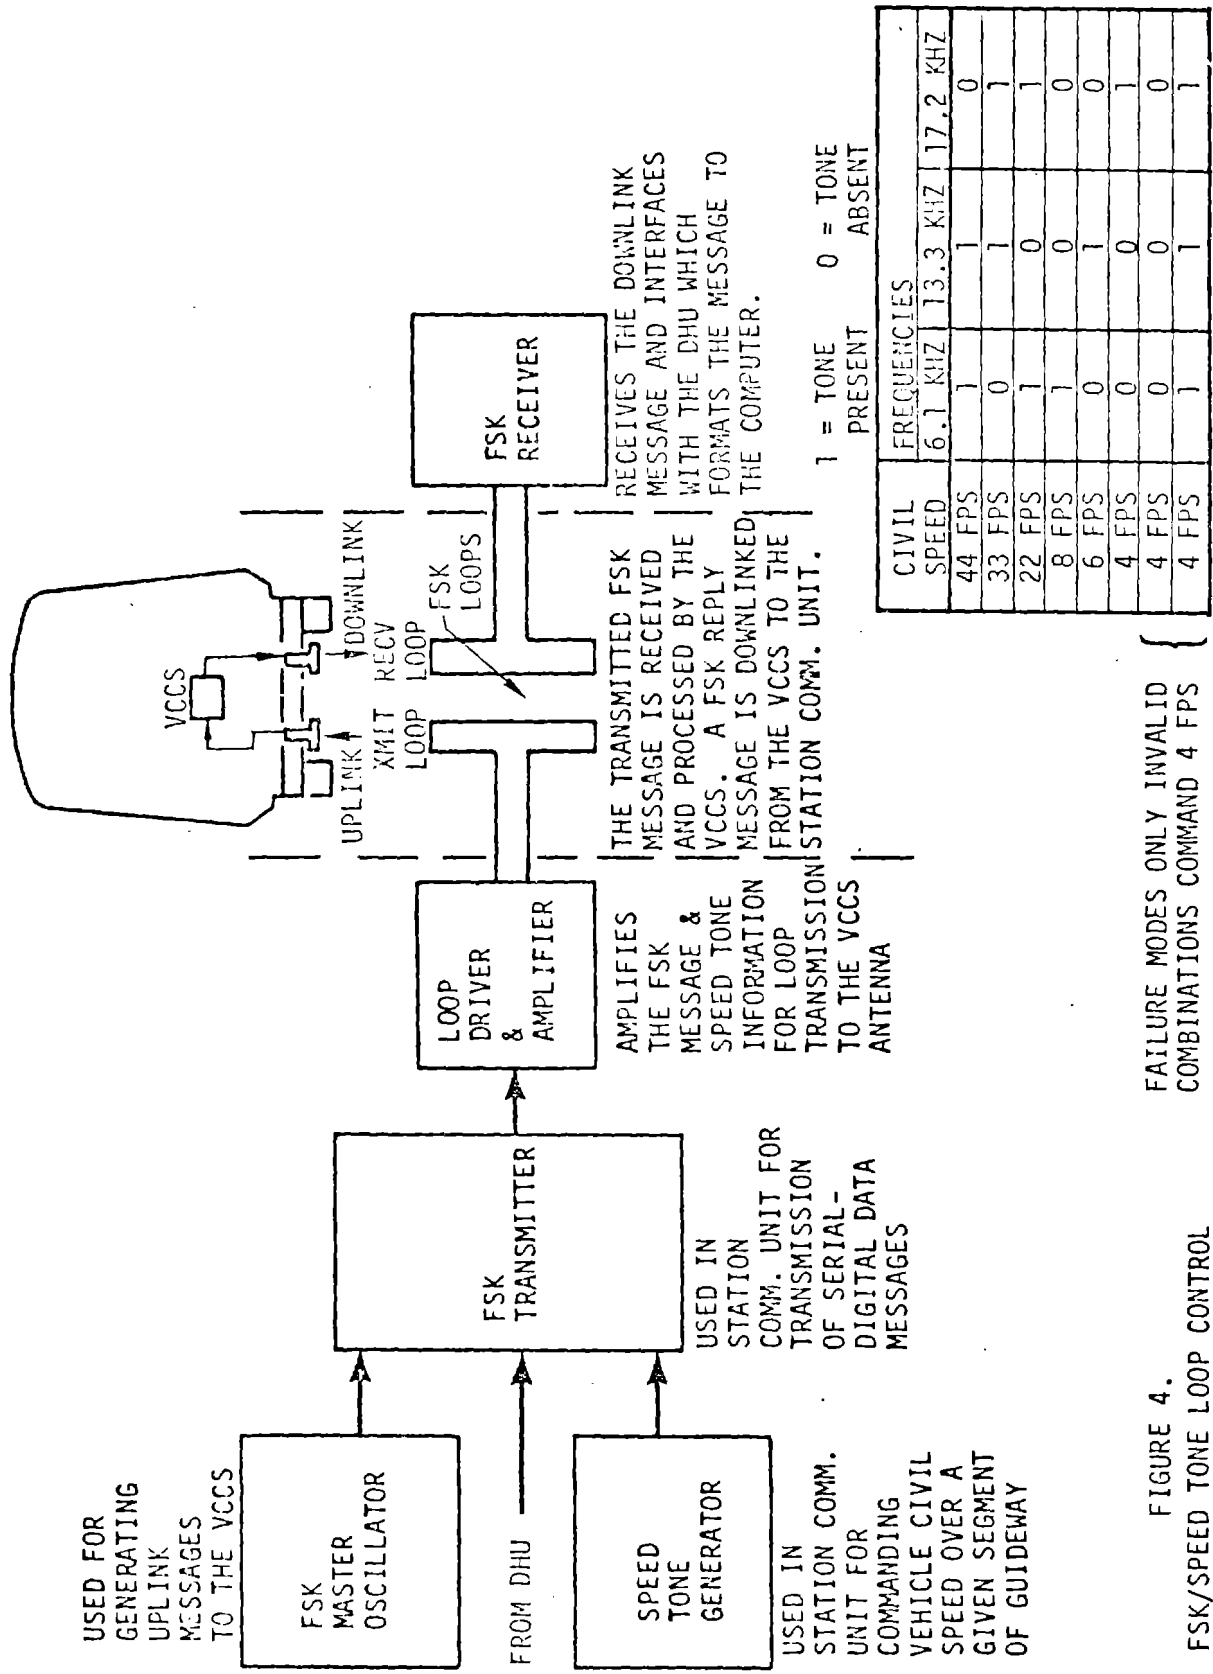 USED FOR
GENERATING
UPLINK
MESSAGES
TO THE VCCS
FSK
MASTER
OSCILLATOR
FROM DHU
SPEED
TONE
GENERATOR
USED IN
STATION COMM.
UNIT FOR
COMMANDING
VEHICLE CIVIL
SPEED OVER A
GIVEN SEGMENT
OF GUIDEWAY
FSK
TRANSMITTER
USED IN
STATION
COMM. UNIT FOR
TRANSMISSION
OF SERIAL-
DIGITAL DATA
MESSAGES
LOOP
DRIVER
&
AMPLIFIER
AMPLIFIES
THE FSK
MESSAGE &
SPEED TONE
INFORMATION
FOR LOOP
TRANSMISSION
TO THE VCCS
ANTENNA
VCCS
UPLINK
DOWNLINK
XMIT
LOOP
RECV
LOOP
FSK
LOOPS
THE TRANSMITTED FSK
MESSAGE IS RECEIVED
AND PROCESSED BY THE
VCCS. A FSK REPLY
MESSAGE IS DOWNLINKED
FROM THE VCCS TO THE
STATION COMM. UNIT.
FSK
RECEIVER
RECEIVES THE DOWNLINK
MESSAGE AND INTERFACES
WITH THE DHU WHICH
FORMATS THE MESSAGE TO
THE COMPUTER.
1 = TONE PRESENT
0 = TONE ABSENT
CIVIL SPEED FREQUENCIES
6.1 KHZ 13.3 KHZ 17.2 KHZ
44 FPS 1 1 0
33 FPS 0 1 1
22 FPS 1 0 1
8 FPS 1 0 0
6 FPS 0 1 0
4 FPS 0 0 1
4 FPS 0 0 0
4 FPS 1 1 1
FAILURE MODES ONLY INVALID
COMBINATIONS COMMAND 4 FPS
FIGURE 4.
FSK/SPEED TONE LOOP CONTROL